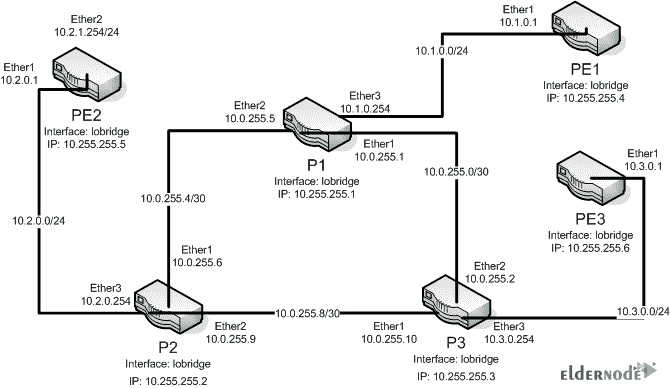 Ether2
10.2.1.254/24
Ether1
10.2.0.1
PE2
Interface: lobridge
IP: 10.255.255.5
10.1.0.0/24
Ether1
10.1.0.1
PE1
Interface: lobridge
IP: 10.255.255.4
Ether2
10.0.255.5
Ether3
10.1.0.254
Ether1
10.0.255.1
P1
Interface: lobridge
IP: 10.255.255.1
Ether1
10.3.0.1
PE3
Interface: lobridge
IP: 10.255.255.6
10.0.255.0/30
10.0.255.4/30
10.2.0.0/24
Ether1
10.0.255.6
Ether3
10.2.0.254
Ether2
10.0.255.9
P2
Interface: lobridge
IP: 10.255.255.2
10.0.255.8/30
Ether2
10.0.255.2
Ether1
10.0.255.10
Ether3
10.3.0.254
P3
Interface: lobridge
IP: 10.255.255.3
10.3.0.0/24
ELDERNODE